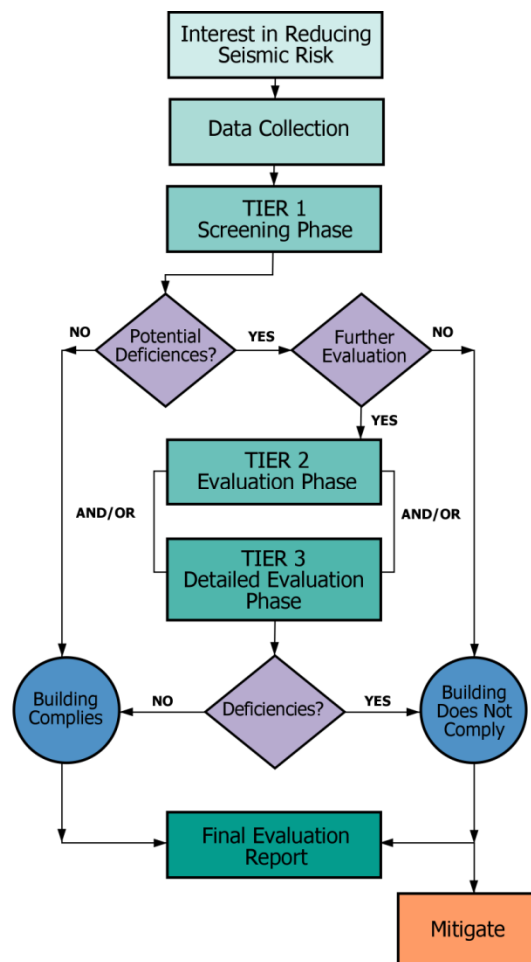 Interest in Reducing
Seismic Risk
Data Collection
TIER 1
Screening Phase
NO
Potential
Deficiences?
YES
Further
Evaluation
NO
YES
TIER 2
Evaluation Phase
AND/OR
AND/OR
TIER 3
Detailed Evaluation
Phase
Building
Complies
NO
Deficiencies?
YES
Building
Does Not
Comply
Final Evaluation
Report
Mitigate